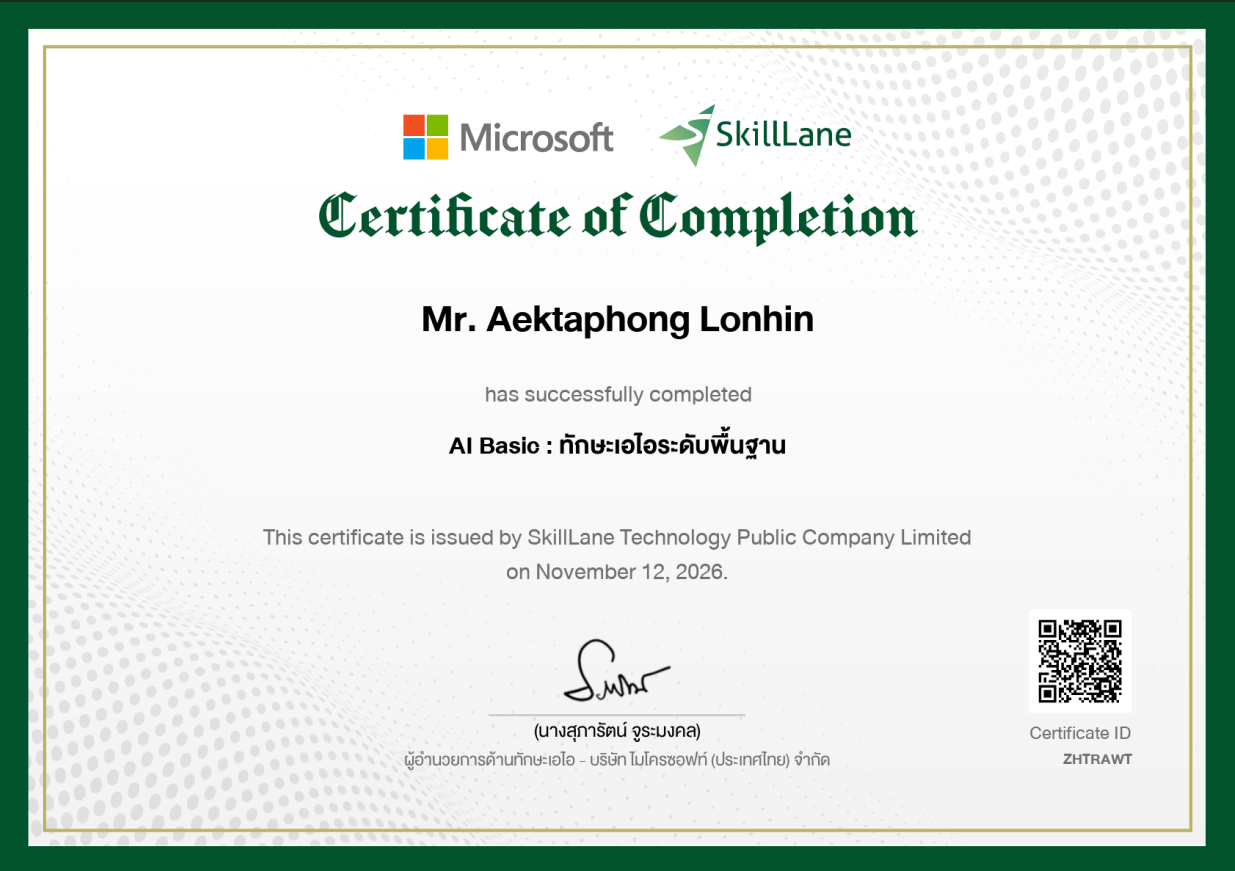 Microsoft
SkillLane
Certificate of Completion
Mr. Aektaphong Lonhin
has successfully completed
AI Basic : ทักษะเอไอระดับพื้นฐาน
This certificate is issued by SkillLane Technology Public Company Limited
on November 12, 2026.
(นางสุภารัตน์ จูระมงคล)
ผู้อำนวยการด้านทักษะเอไอ - บริษัท ไมโครซอฟท์ (ประเทศไทย) จำกัด
Certificate ID
ZHTRAWT